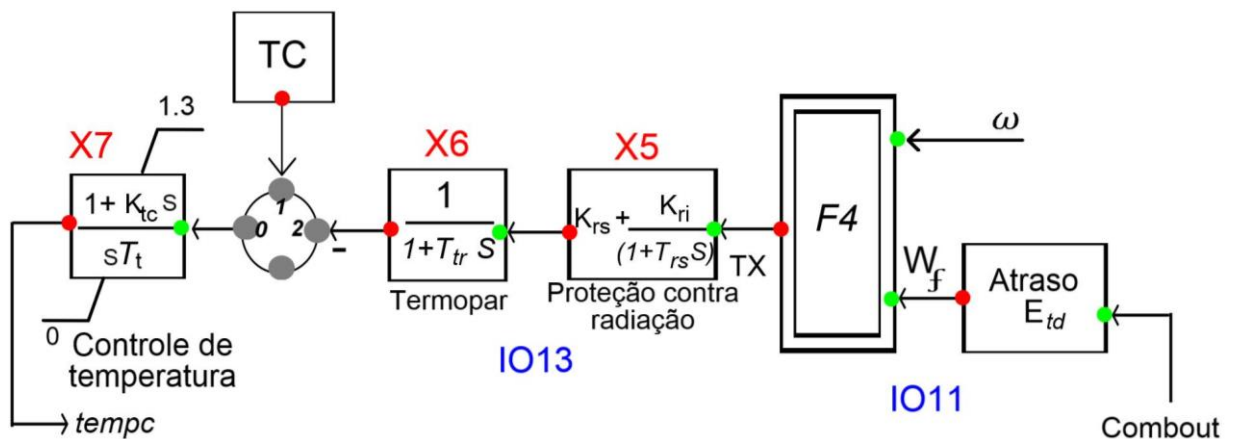 TC
1.3
X7
X6
X5
ω
1+ K_tc S
sT_t
0
1
0
2
-
1
1+T_tr S
K_rs + K_ri
(1+T_rs S)
TX
F4
W_f
Atraso
E_td
Termopar
Proteção contra
radiação
Controle de
temperatura
IO13
IO11
tempc
Combout